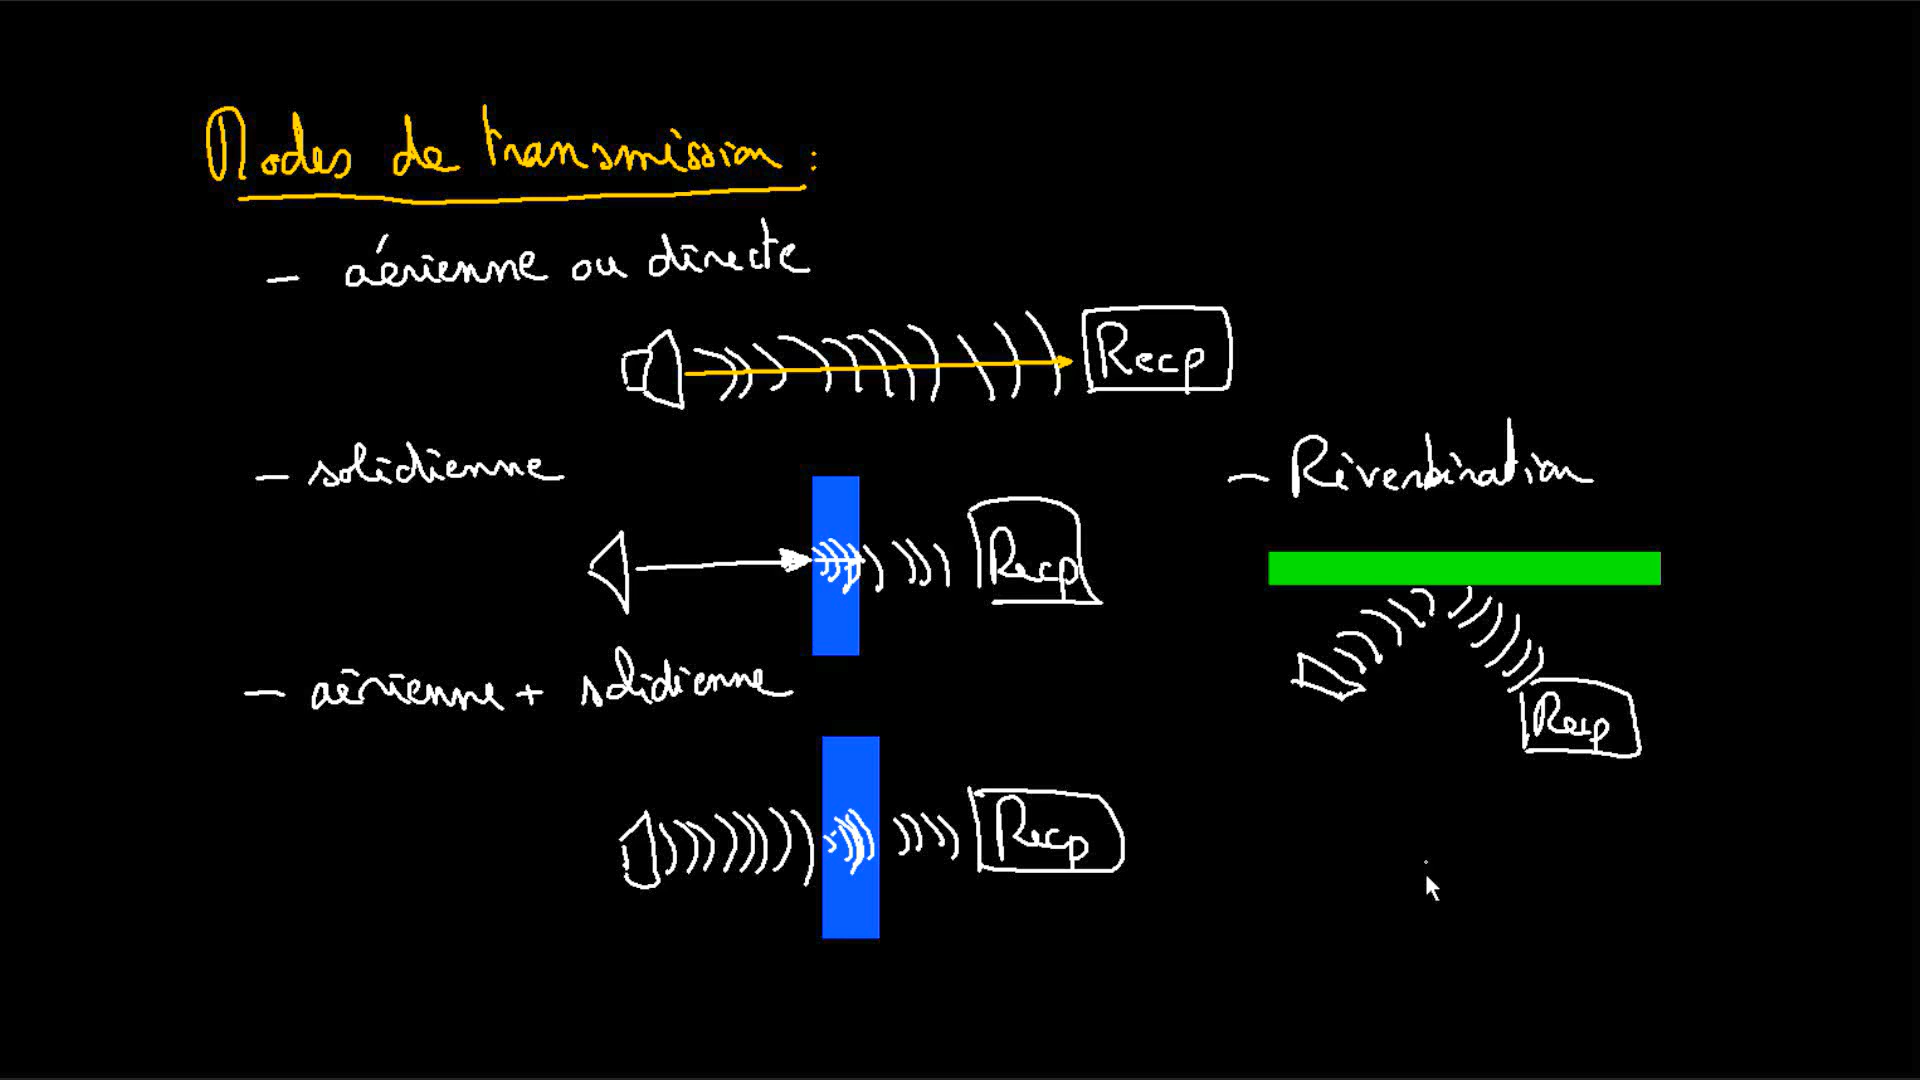 Modes de transmission :
- aérienne ou directe
Recp
- solidienne
Recp
- Réverbération
Recp
- aérienne + solidienne
Recp